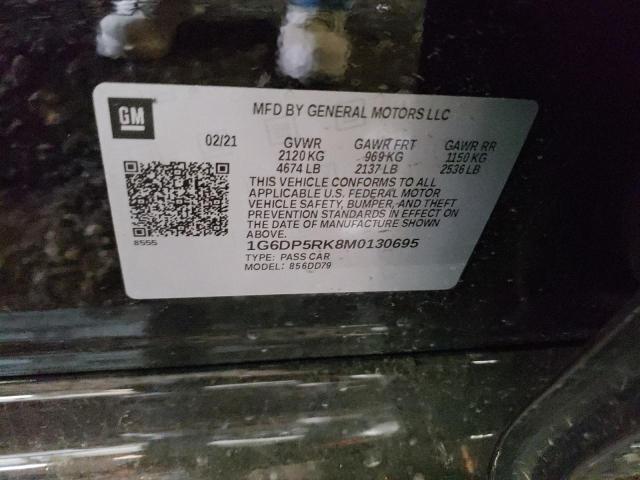 GM
MFD BY GENERAL MOTORS LLC
02/21 GVWR GAWR FRT GAWR RR
2120 KG 969 KG 1150 KG
4674 LB 2137 LB 2536 LB
THIS VEHICLE CONFORMS TO ALL
APPLICABLE U.S. FEDERAL MOTOR
VEHICLE SAFETY, BUMPER, AND THEFT
PREVENTION STANDARDS IN EFFECT ON
THE DATE OF MANUFACTURE SHOWN
ABOVE.
8555
1G6DP5RK8M0130695
TYPE: PASS CAR
MODEL: 856DD79